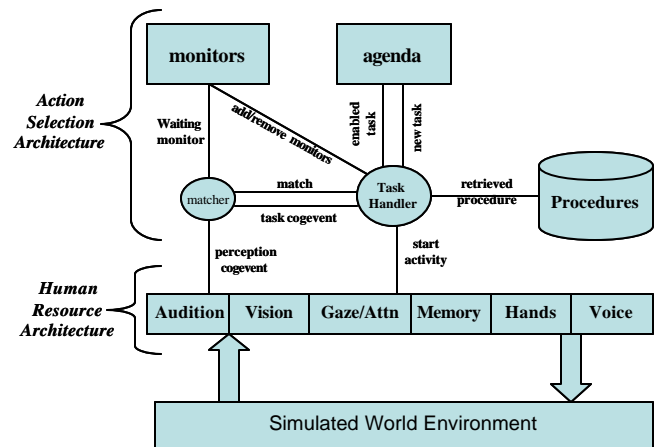 monitors
agenda
Action
Selection
Architecture
Waiting
monitor
add/remove monitors
enabled
task
new task
matcher
match
task cogevent
Task
Handler
retrieved
procedure
Procedures
perception
cogevent
start
activity
Human
Resource
Architecture
Audition
Vision
Gaze/Attn
Memory
Hands
Voice
Simulated World Environment